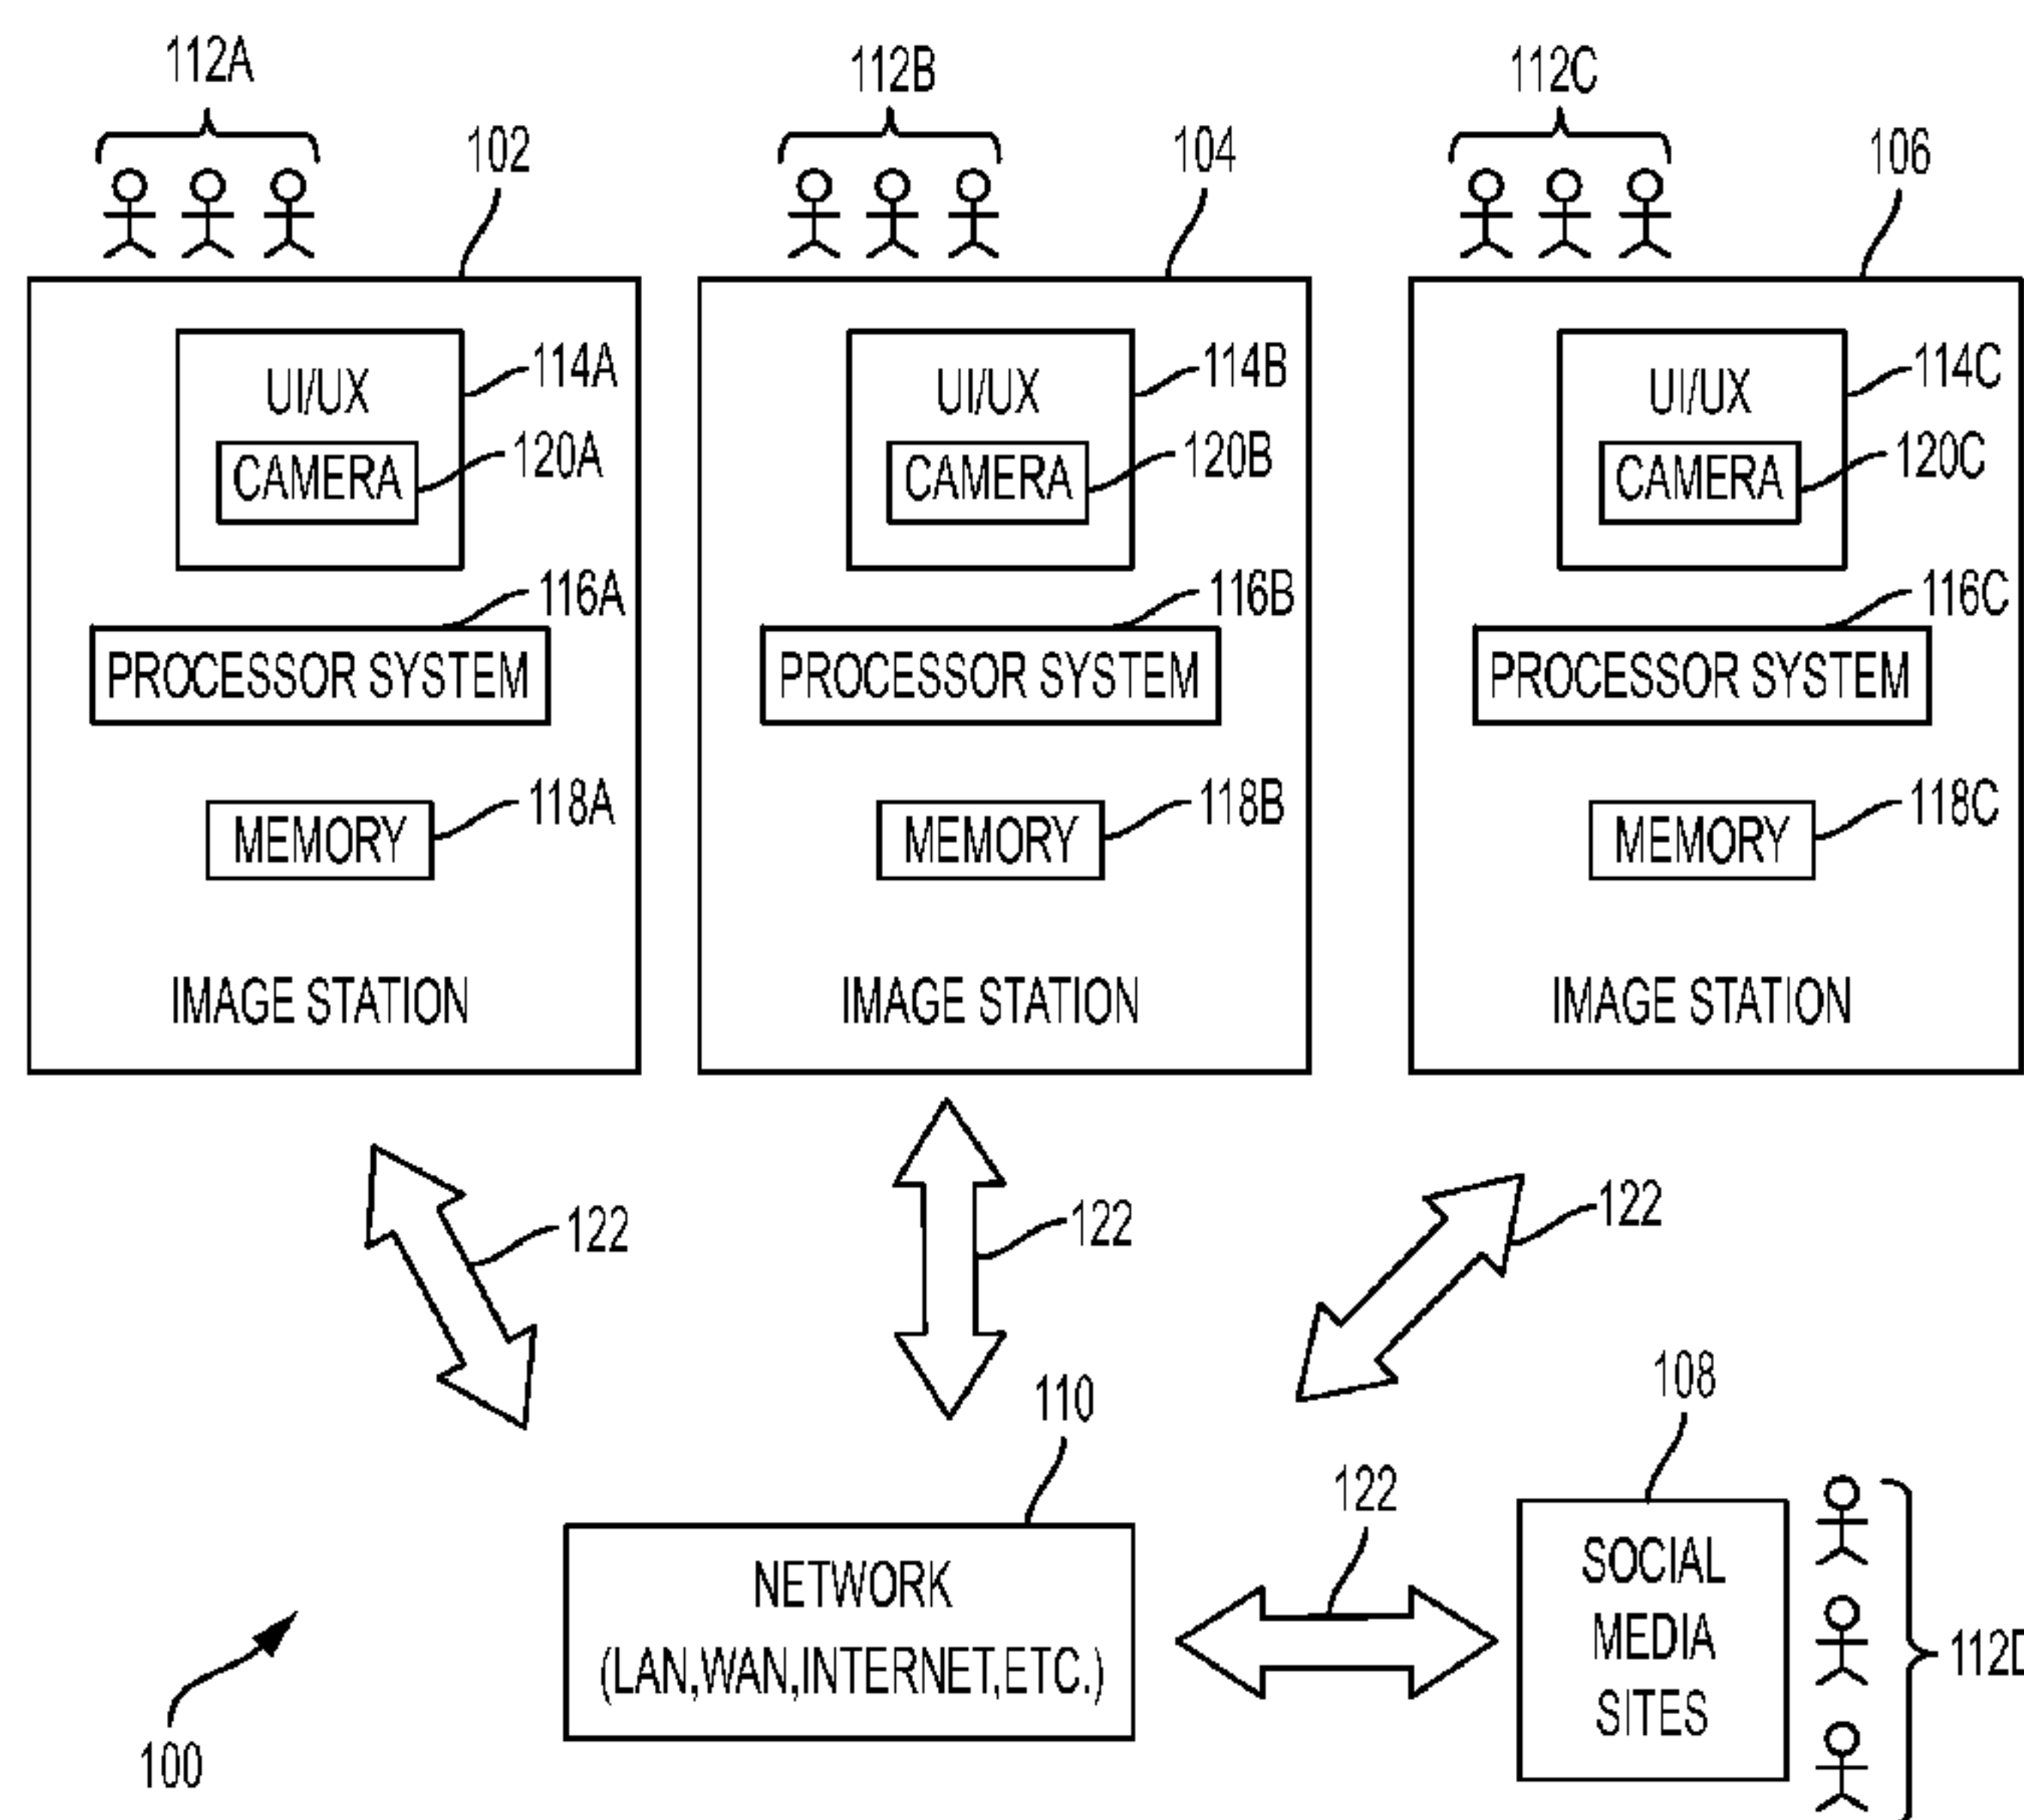 112A
112B
112C
102
104
106
UI/UX
114A
CAMERA
120A
116A
PROCESSOR SYSTEM
118A
MEMORY
IMAGE STATION
UI/UX
114B
CAMERA
120B
116B
PROCESSOR SYSTEM
118B
MEMORY
IMAGE STATION
UI/UX
114C
CAMERA
120C
116C
PROCESSOR SYSTEM
118C
MEMORY
IMAGE STATION
122
122
122
110
108
122
NETWORK
(LAN,WAN,INTERNET,ETC.)
SOCIAL
MEDIA
SITES
112D
100